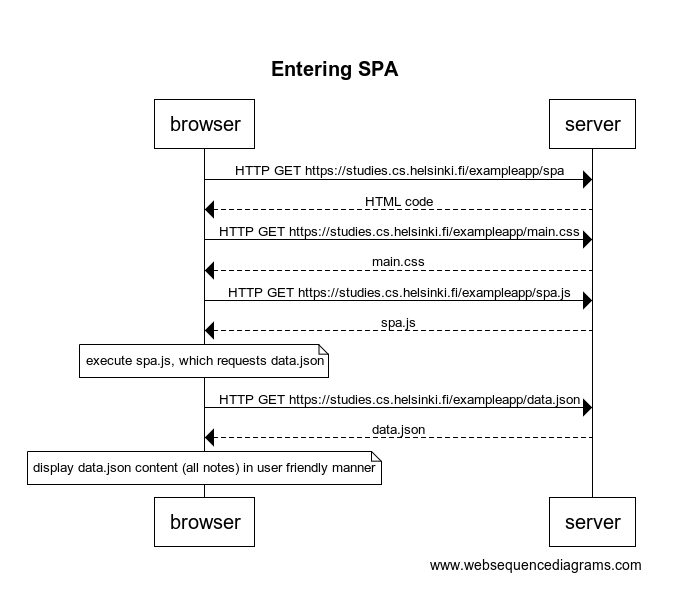 Entering SPA
browser
server
HTTP GET https://studies.cs.helsinki.fi/exampleapp/spa
HTML code
HTTP GET https://studies.cs.helsinki.fi/exampleapp/main.css
main.css
HTTP GET https://studies.cs.helsinki.fi/exampleapp/spa.js
spa.js
execute spa.js, which requests data.json
HTTP GET https://studies.cs.helsinki.fi/exampleapp/data.json
data.json
display data.json content (all notes) in user friendly manner
browser
server
www.websequencediagrams.com